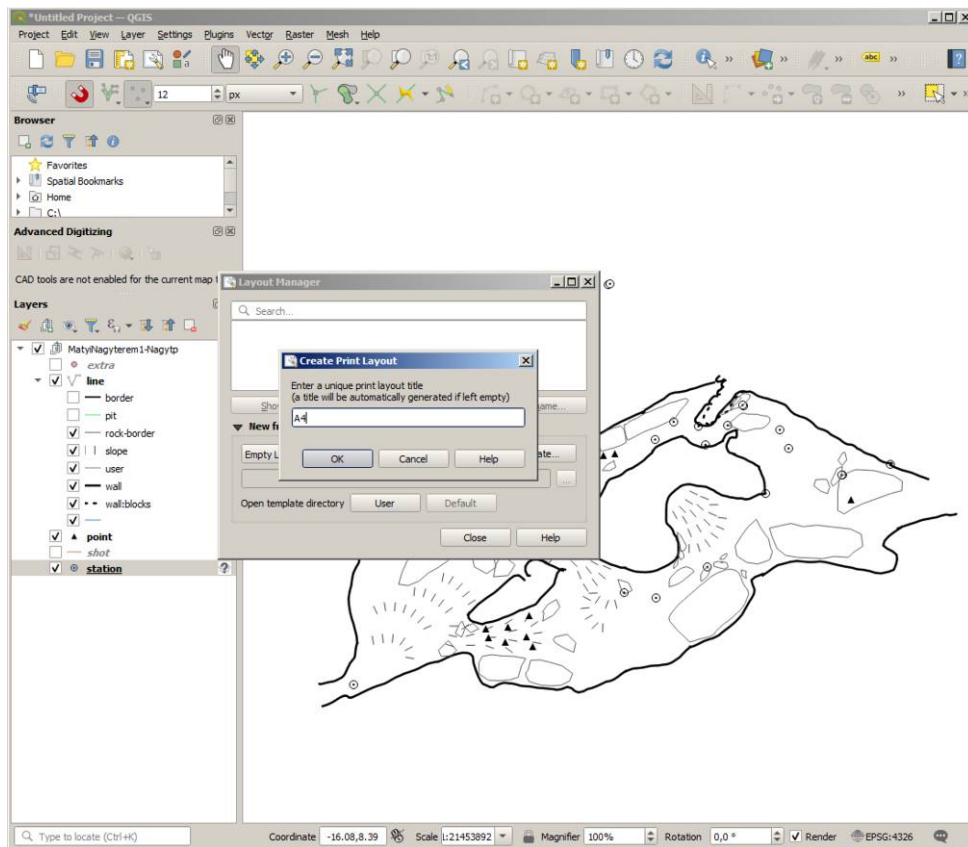 *Untitled Project — QGIS
Project Edit View Layer Settings Plugins Vector Raster Mesh Help
abc
12 px
Browser
Favorites
Spatial Bookmarks
Home
C:\
Advanced Digitizing
CAD tools are not enabled for the current map
Layers
MatyiNagyterem1-Nagytp
extra
line
border
pit
rock-border
slope
user
wall
wall:blocks
point
shot
station
?
Layout Manager
Search...
Create Print Layout
Enter a unique print layout title
(a title will be automatically generated if left empty)
A4
OK Cancel Help
Open template directory User Default
Close Help
Type to locate (Ctrl+K) Coordinate -16.08,8.39 Scale 1:21453892 Magnifier 100% Rotation 0,0 ° Render EPSG:4326